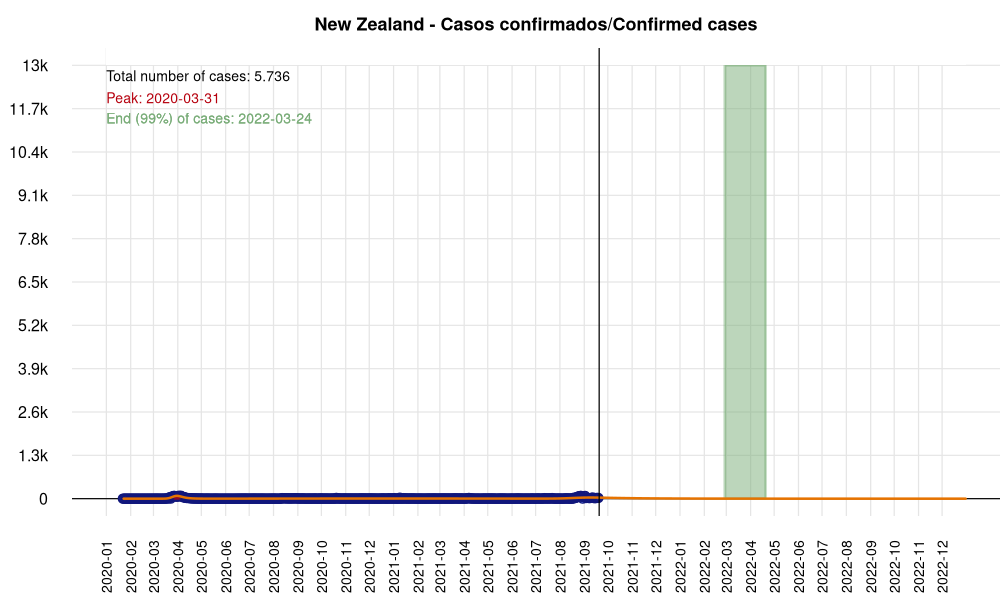 New Zealand - Casos confirmados/Confirmed cases
Total number of cases: 5.736
Peak: 2020-03-31
End (99%) of cases: 2022-03-24
13k
11.7k
10.4k
9.1k
7.8k
6.5k
5.2k
3.9k
2.6k
1.3k
0
2020-01
2020-02
2020-03
2020-04
2020-05
2020-06
2020-07
2020-08
2020-09
2020-10
2020-11
2020-12
2021-01
2021-02
2021-03
2021-04
2021-05
2021-06
2021-07
2021-08
2021-09
2021-10
2021-11
2021-12
2022-01
2022-02
2022-03
2022-04
2022-05
2022-06
2022-07
2022-08
2022-09
2022-10
2022-11
2022-12